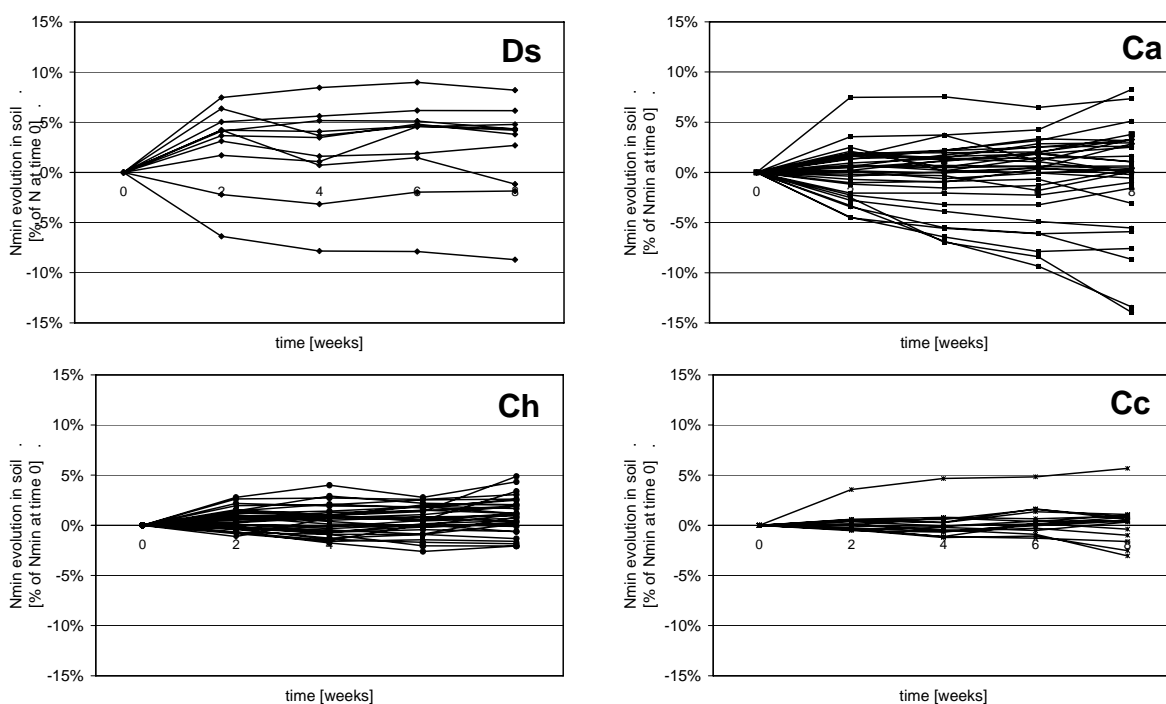 Ds
15%
10%
5%
0%
-5%
-10%
-15%
0 2 4 6 8
Nmin evolution in soil .
[% of N at time 0] .
time [weeks]
Ca
15%
10%
5%
0%
-5%
-10%
-15%
0 8
Nmin evolution in soil .
[% of Nmin at time 0] .
time [weeks]
Ch
15%
10%
5%
0%
-5%
-10%
-15%
0 2 4
Nmin evolution in soil .
[% of Nmin at time 0] .
time [weeks]
Cc
15%
10%
5%
0%
-5%
-10%
-15%
0 2 4 6 8
Nmin evolution in soil .
[% of Nmin at time 0] .
time [weeks]